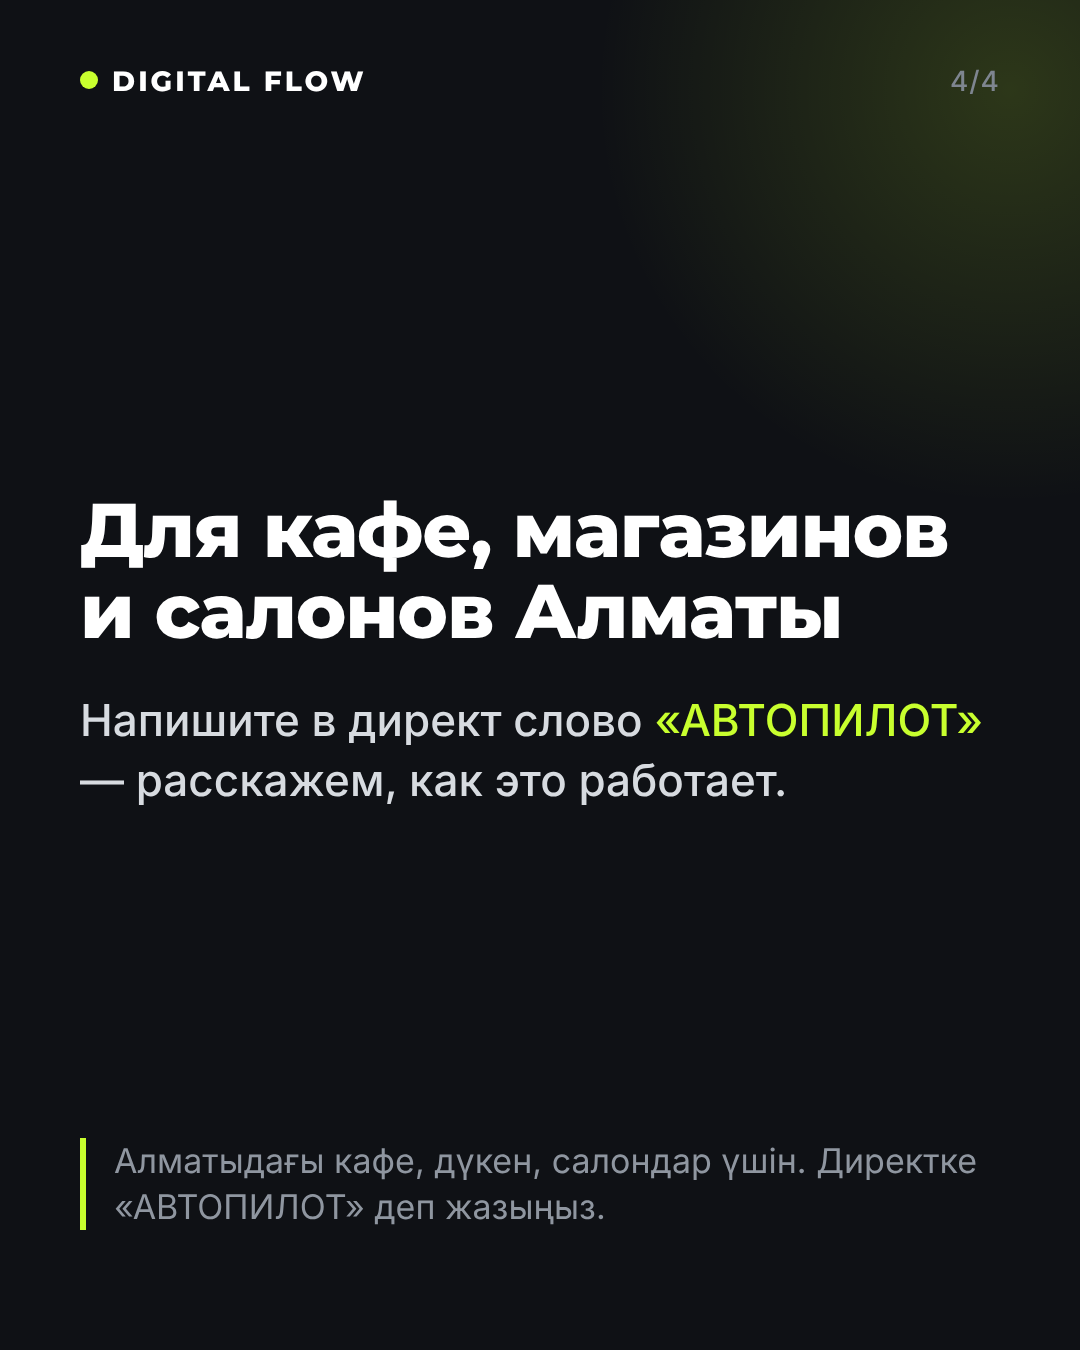 DIGITAL FLOW
4/4
Для кафе, магазинов
и салонов Алматы
Напишите в директ слово «АВТОПИЛОТ»
— расскажем, как это работает.
Алматыдағы кафе, дүкен, салондар үшін. Директке
«АВТОПИЛОТ» деп жазыңыз.